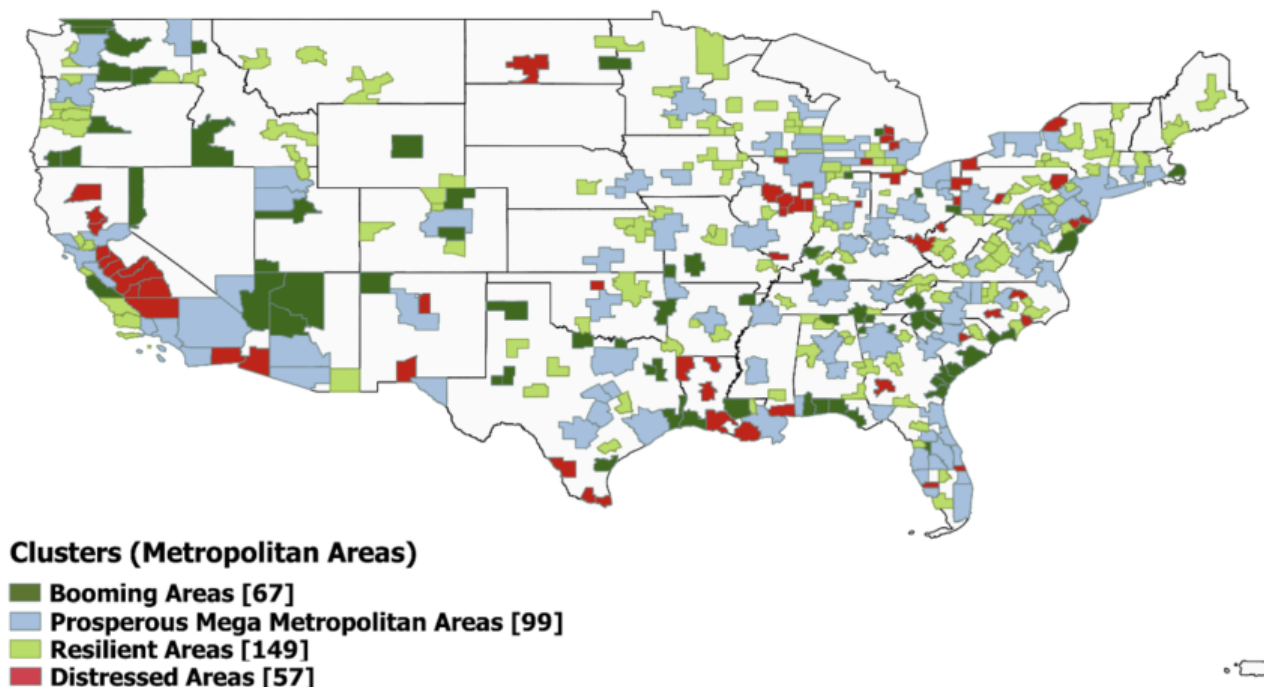 Clusters (Metropolitan Areas)
Booming Areas [67]
Prosperous Mega Metropolitan Areas [99]
Resilient Areas [149]
Distressed Areas [57]